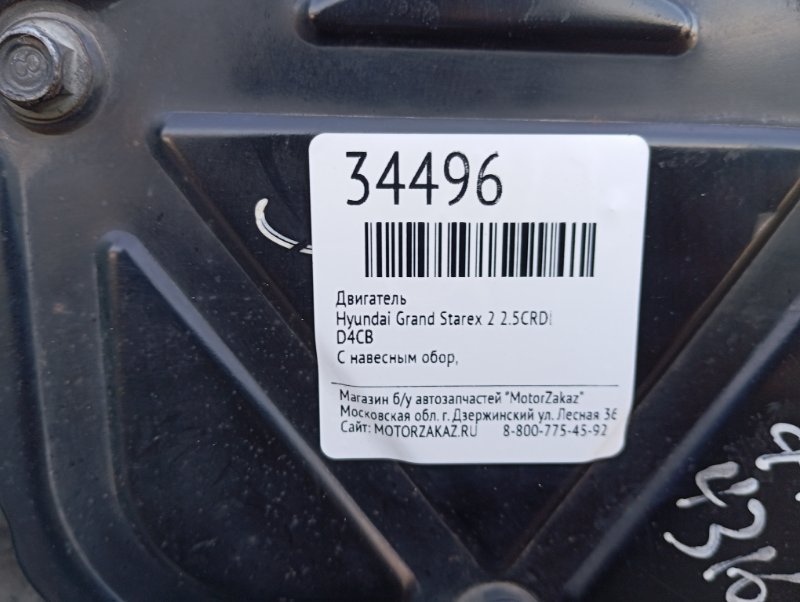 34496
Двигатель
Hyundai Grand Starex 2 2.5CRDi
D4CB
С навесным обор,
Магазин б/у автозапчастей "MotorZakaz"
Московская обл. г. Дзержинский ул. Лесная 36
Сайт: MOTORZAKAZ.RU 8-800-775-45-92
8